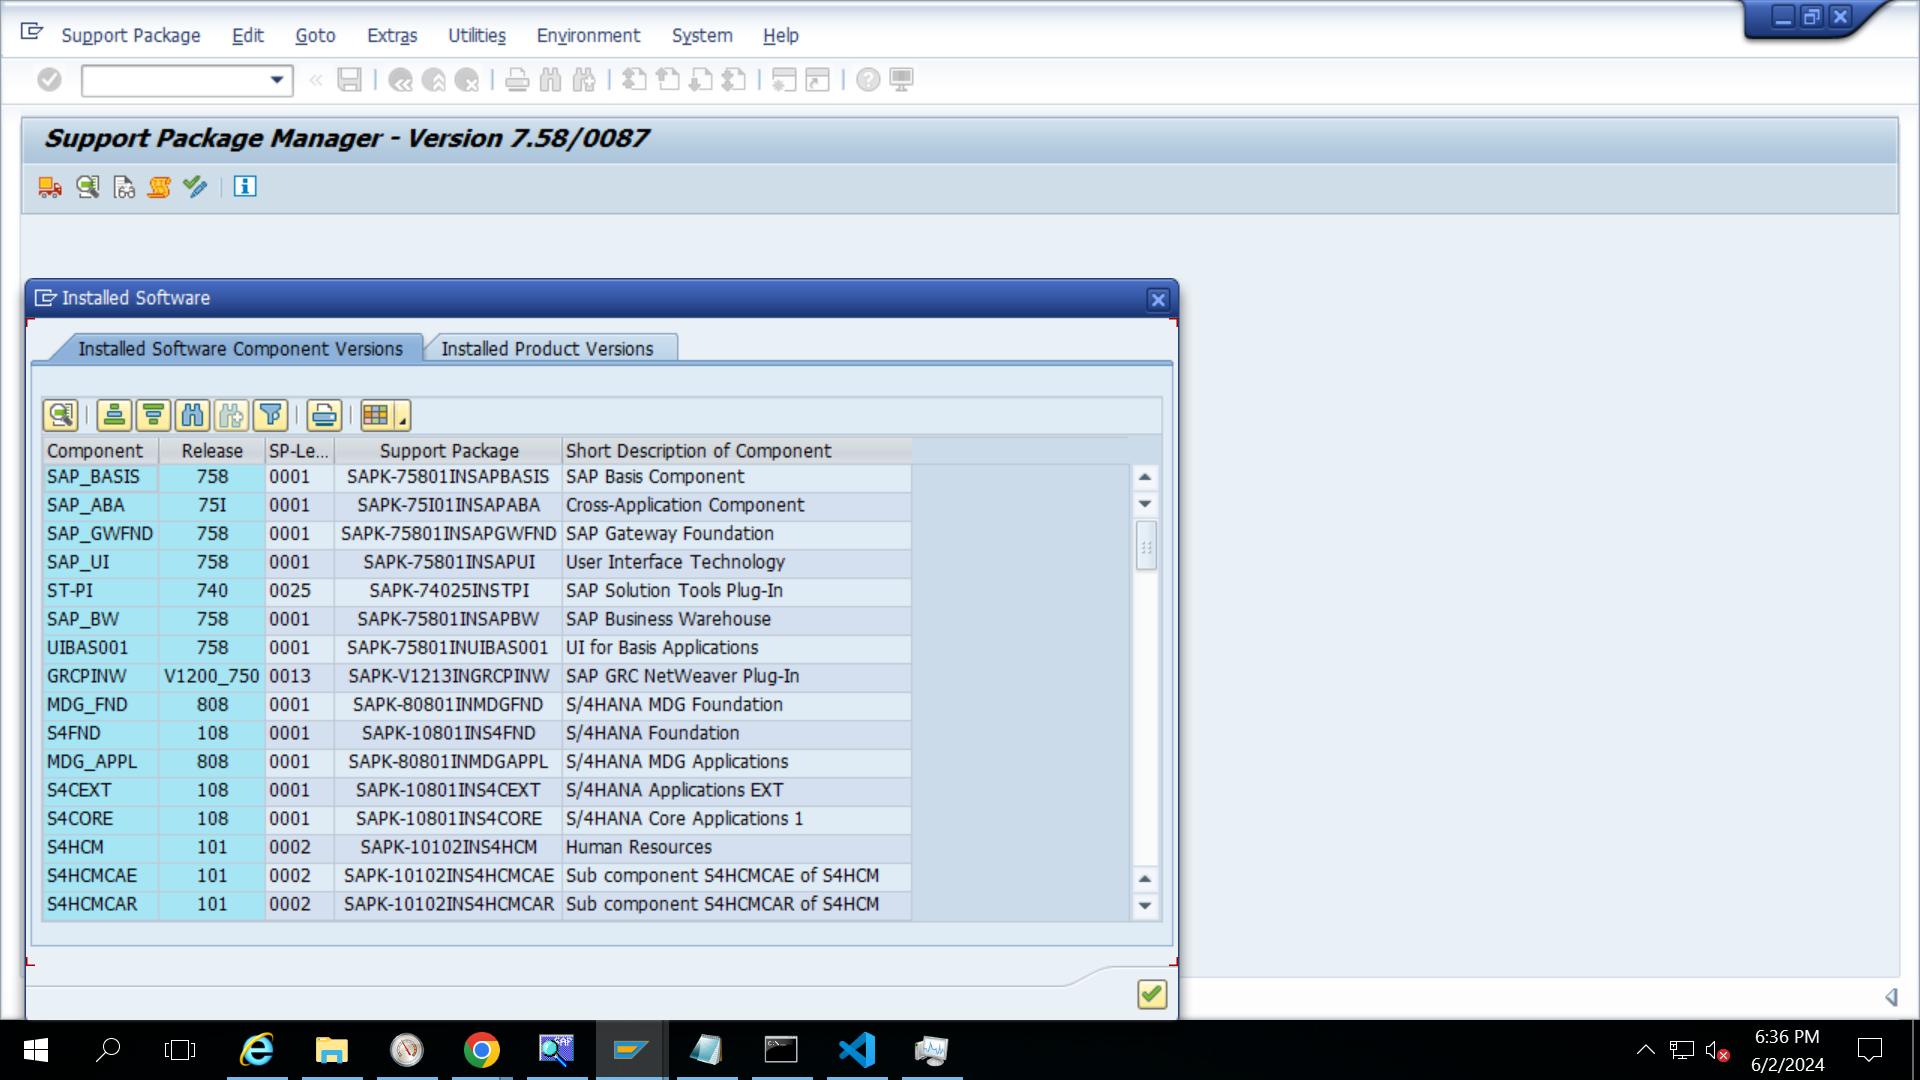 Support Package Edit Goto Extras Utilities Environment System Help
Support Package Manager - Version 7.58/0087
Installed Software
Installed Software Component Versions Installed Product Versions
Component Release SP-Le... Support Package Short Description of Component
SAP_BASIS 758 0001 SAPK-75801INSAPBASIS SAP Basis Component
SAP_ABA 75I 0001 SAPK-75I01INSAPABA Cross-Application Component
SAP_GWFND 758 0001 SAPK-75801INSAPGWFND SAP Gateway Foundation
SAP_UI 758 0001 SAPK-75801INSAPUI User Interface Technology
ST-PI 740 0025 SAPK-74025INSTPI SAP Solution Tools Plug-In
SAP_BW 758 0001 SAPK-75801INSAPBW SAP Business Warehouse
UIBAS001 758 0001 SAPK-75801INUIBAS001 UI for Basis Applications
GRCPINW V1200_750 0013 SAPK-V1213INGRCPINW SAP GRC NetWeaver Plug-In
MDG_FND 808 0001 SAPK-80801INMDGFND S/4HANA MDG Foundation
S4FND 108 0001 SAPK-10801INS4FND S/4HANA Foundation
MDG_APPL 808 0001 SAPK-80801INMDGAPPL S/4HANA MDG Applications
S4CEXT 108 0001 SAPK-10801INS4CEXT S/4HANA Applications EXT
S4CORE 108 0001 SAPK-10801INS4CORE S/4HANA Core Applications 1
S4HCM 101 0002 SAPK-10102INS4HCM Human Resources
S4HCMCAE 101 0002 SAPK-10102INS4HCMCAE Sub component S4HCMCAE of S4HCM
S4HCMCAR 101 0002 SAPK-10102INS4HCMCAR Sub component S4HCMCAR of S4HCM
SAP
6:36 PM
6/2/2024